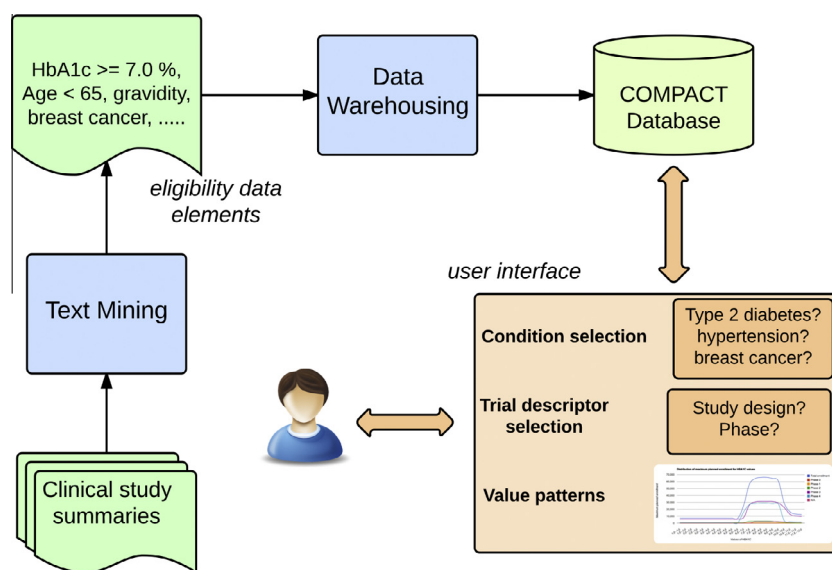 HbA1c >= 7.0 %,
Age < 65, gravidity,
breast cancer, .....
Data
Warehousing
COMPACT
Database
eligibility data
elements
user interface
Text Mining
Condition selection
Type 2 diabetes?
hypertension?
breast cancer?
Trial descriptor
selection
Study design?
Phase?
Clinical study
summaries
Value patterns